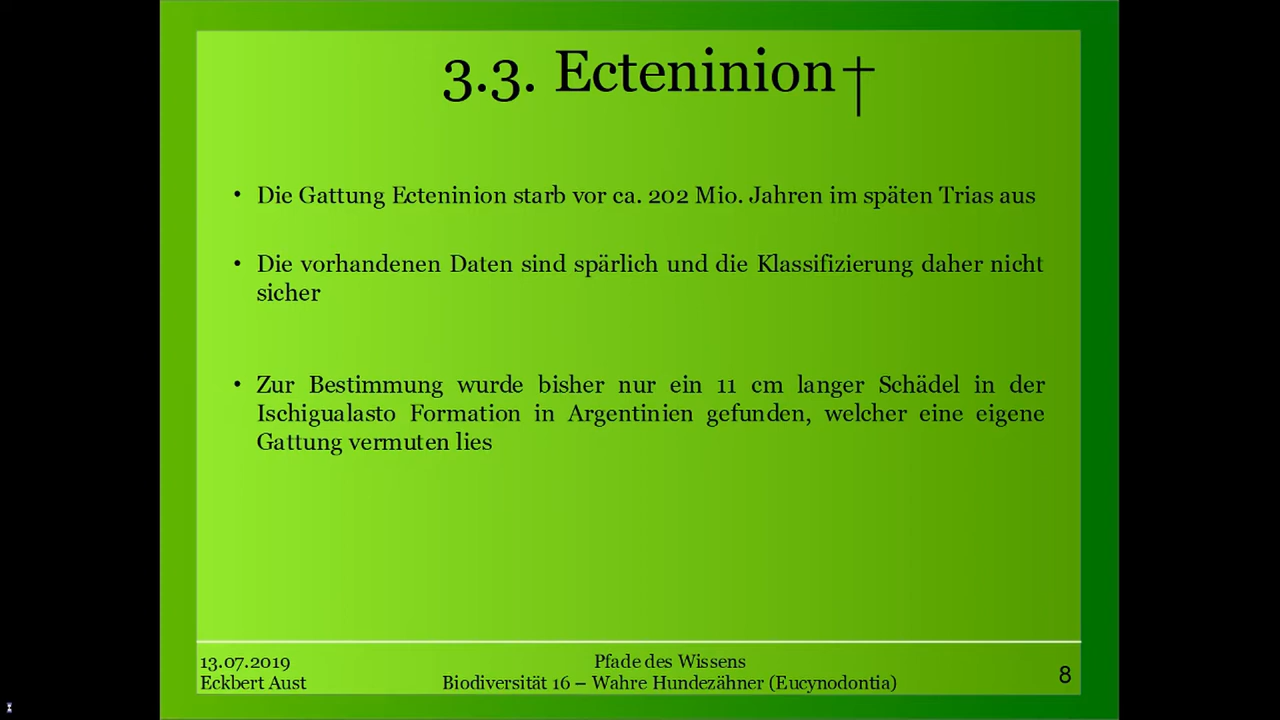 3.3. Ecteninion†
• Die Gattung Ecteninion starb vor ca. 202 Mio. Jahren im späten Trias aus
• Die vorhandenen Daten sind spärlich und die Klassifizierung daher nicht
sicher
• Zur Bestimmung wurde bisher nur ein 11 cm langer Schädel in der
Ischigualasto Formation in Argentinien gefunden, welcher eine eigene
Gattung vermuten lies
13.07.2019
Eckbert Aust
Pfade des Wissens
Biodiversität 16 – Wahre Hundezähner (Eucynodontia)
8